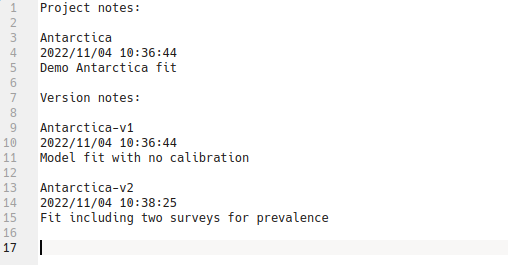 1 Project notes:
2
3 Antarctica
4 2022/11/04 10:36:44
5 Demo Antarctica fit
6
7 Version notes:
8
9 Antarctica-v1
10 2022/11/04 10:36:44
11 Model fit with no calibration
12
13 Antarctica-v2
14 2022/11/04 10:38:25
15 Fit including two surveys for prevalence
16
17